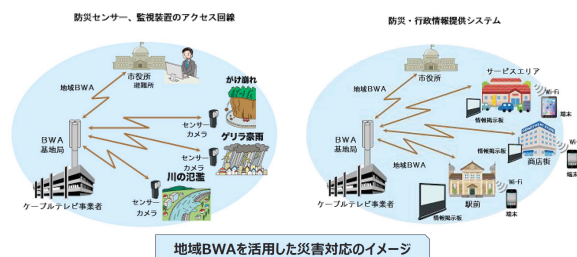 防災センサー、監視装置のアクセス回線
市役所
避難所
地域BWA
がけ崩れ
センサー
カメラ
ゲリラ豪雨
センサー
カメラ
BWA
基地局
川の氾濫
センサー
カメラ
ケーブルテレビ事業者
防災・行政情報提供システム
市役所
サービスエリア
Wi-Fi
地域BWA
情報掲示板
端末
BWA
基地局
Wi-Fi
商店街
情報掲示板
端末
地域BWA
Wi-Fi
駅前
情報掲示板
端末
ケーブルテレビ事業者
地域BWAを活用した災害対応のイメージ